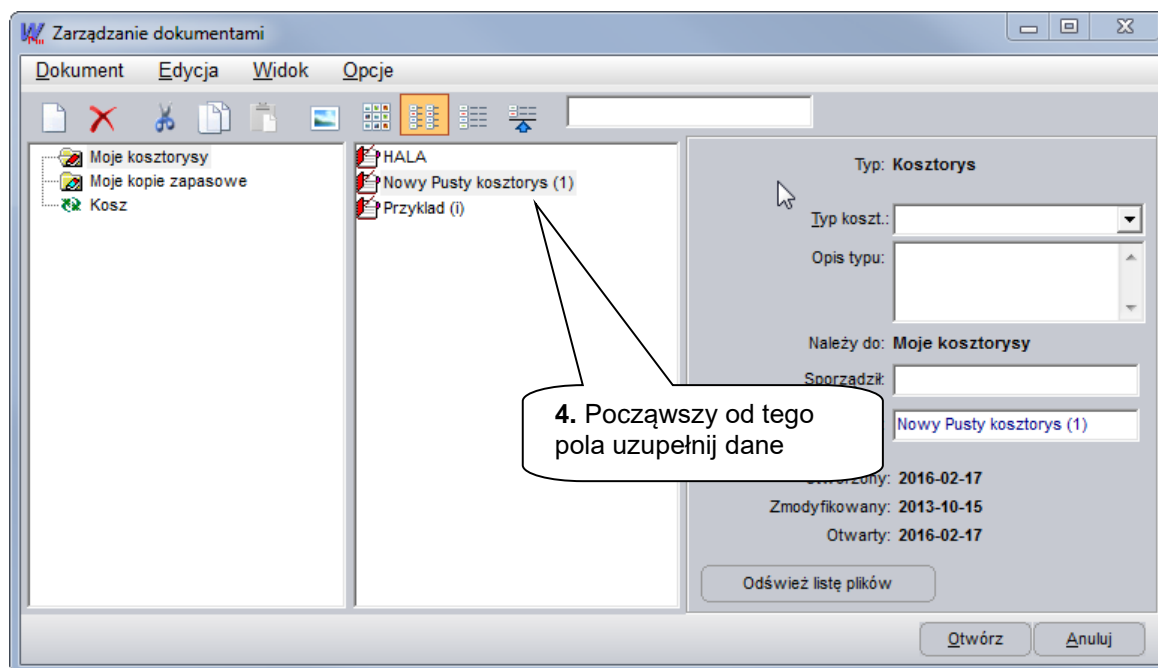 Zarządzanie dokumentami
Dokument Edycja Widok Opcje
Moje kosztorysy
Moje kopie zapasowe
Kosz
HALA
Nowy Pusty kosztorys (1)
Przyklad (i)
Typ: Kosztorys
Typ koszt.:
Opis typu:
Należy do: Moje kosztorysy
Sporządził:
Nowy Pusty kosztorys (1)
4. Począwszy od tego
pola uzupełnij dane
Utworzony: 2016-02-17
Zmodyfikowany: 2013-10-15
Otwarty: 2016-02-17
Odśwież listę plików
Otwórz Anuluj